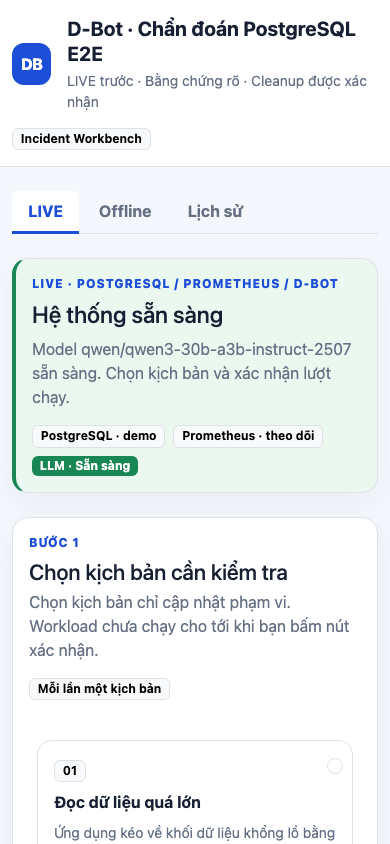 DB
D-Bot · Chẩn đoán PostgreSQL
E2E
LIVE trước · Bằng chứng rõ · Cleanup được xác
nhận
Incident Workbench
LIVE
Offline
Lịch sử
LIVE · POSTGRESQL / PROMETHEUS / D-BOT
Hệ thống sẵn sàng
Model qwen/qwen3-30b-a3b-instruct-2507
sẵn sàng. Chọn kịch bản và xác nhận lượt
chạy.
PostgreSQL · demo
Prometheus · theo dõi
LLM · Sẵn sàng
BƯỚC 1
Chọn kịch bản cần kiểm tra
Chọn kịch bản chỉ cập nhật phạm vi.
Workload chưa chạy cho tới khi bạn bấm nút
xác nhận.
Mỗi lần một kịch bản
01
Đọc dữ liệu quá lớn
Ứng dụng kéo về khối dữ liệu khổng lồ bằng